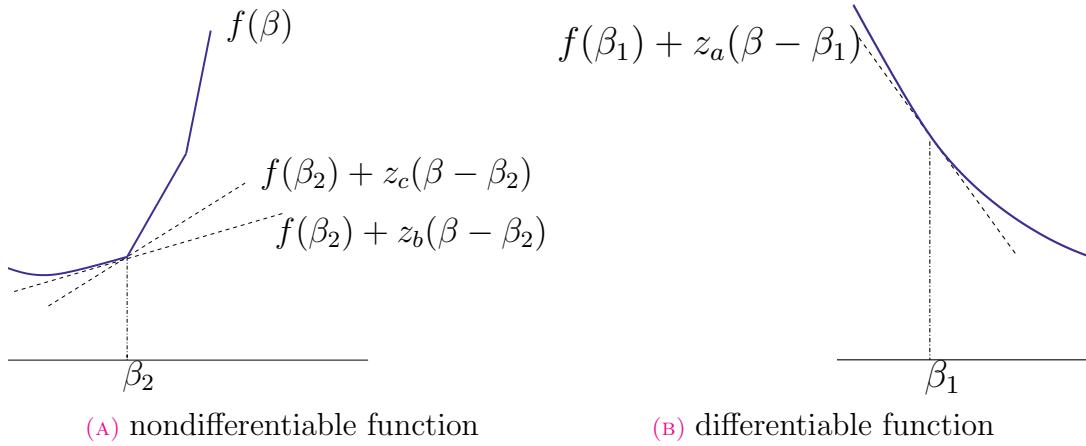 f(β)
f(β₂) + z_c(β − β₂)
f(β₂) + z_b(β − β₂)
β₂
(A) nondifferentiable function
f(β₁) + z_a(β − β₁)
β₁
(B) differentiable function